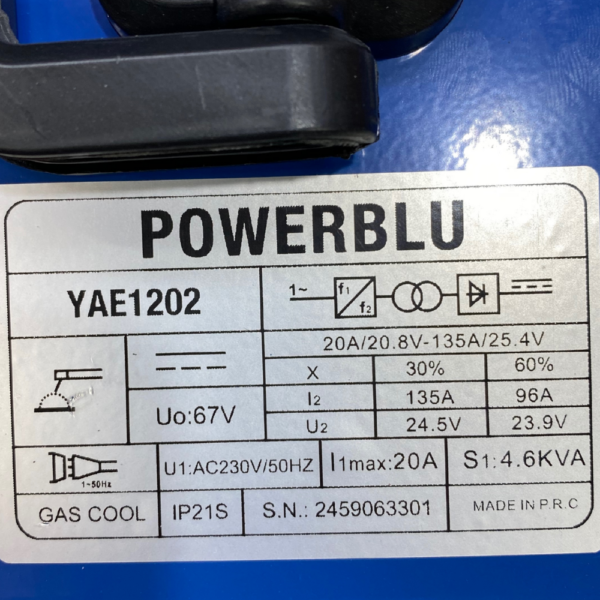 POWERBLU
YAE1202
1~ f1 f2
20A/20.8V-135A/25.4V
X 30% 60%
I2 135A 96A
Uo:67V
U2 24.5V 23.9V
1~50Hz
U1:AC230V/50HZ I1max:20A S1:4.6KVA
GAS COOL IP21S S.N.: 2459063301 MADE IN P.R.C